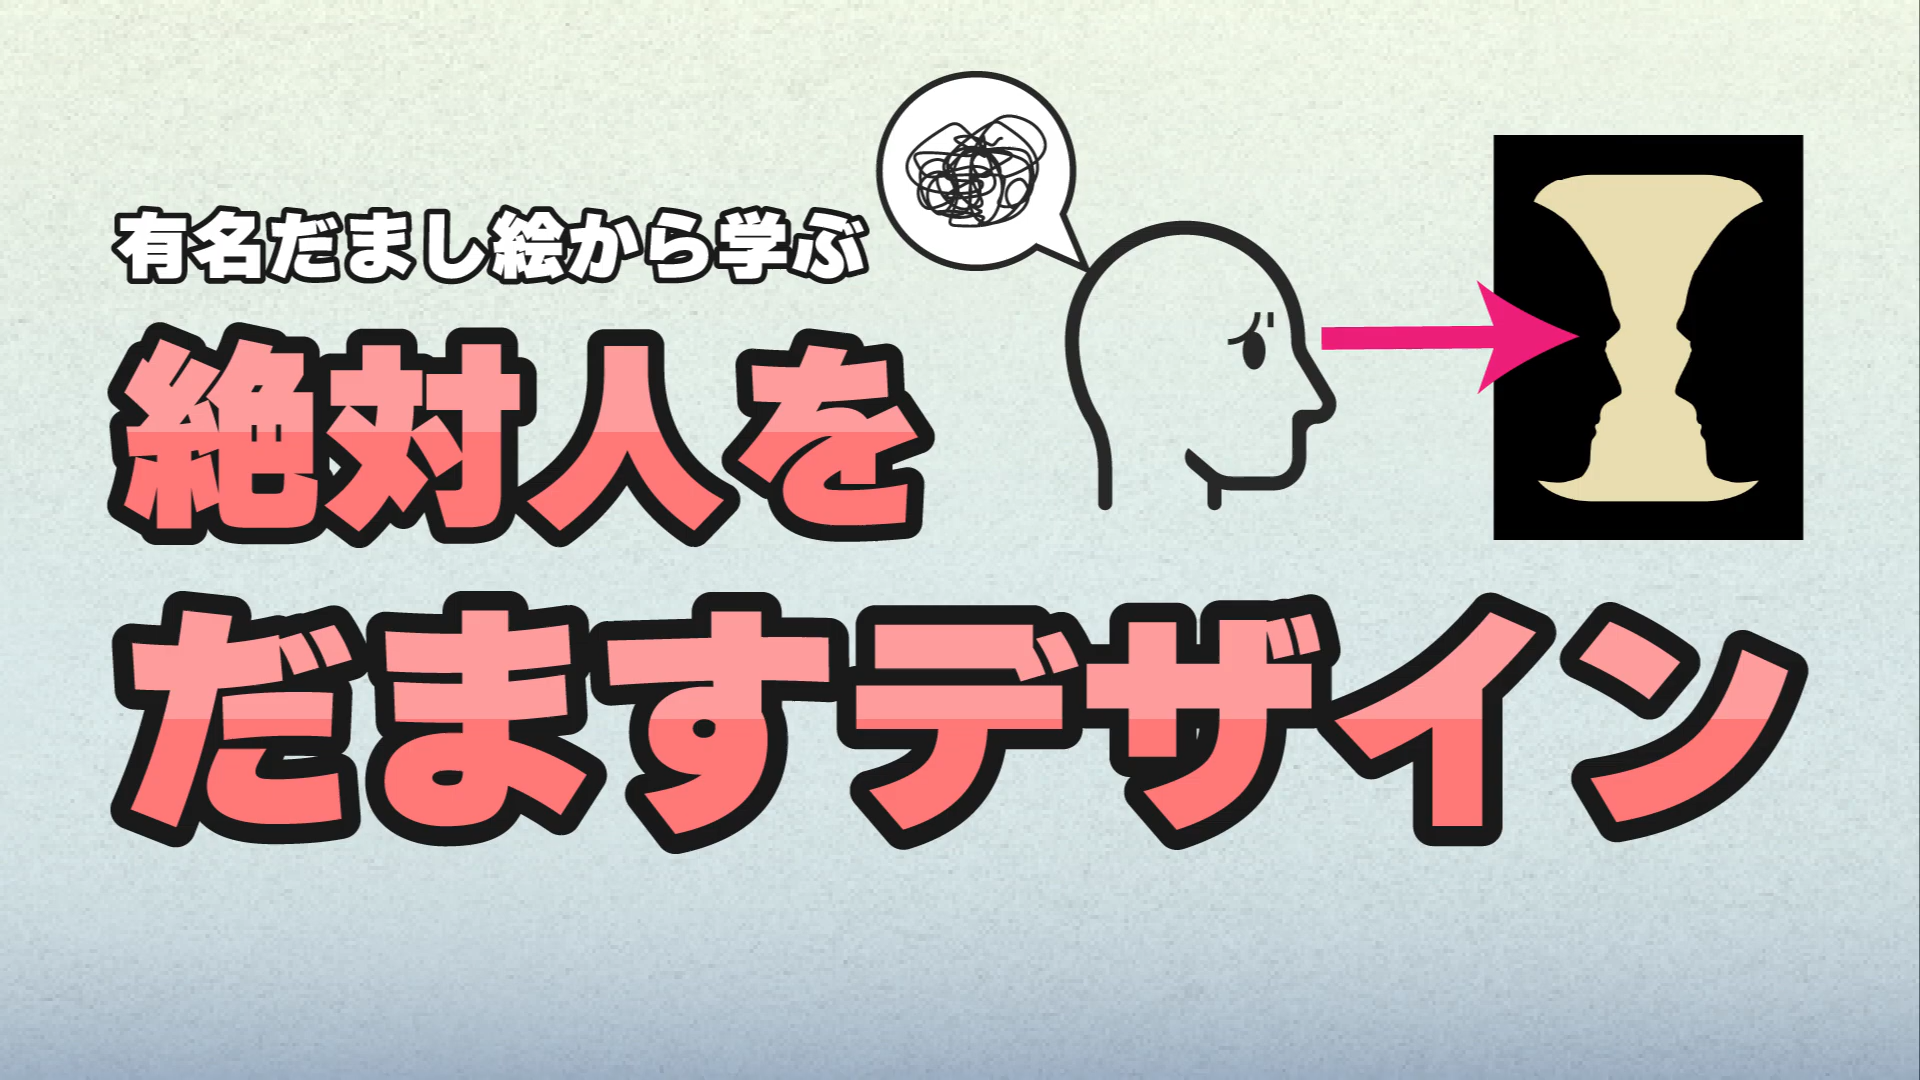 有名だまし絵から学ぶ
絶対人を
だますデザイン